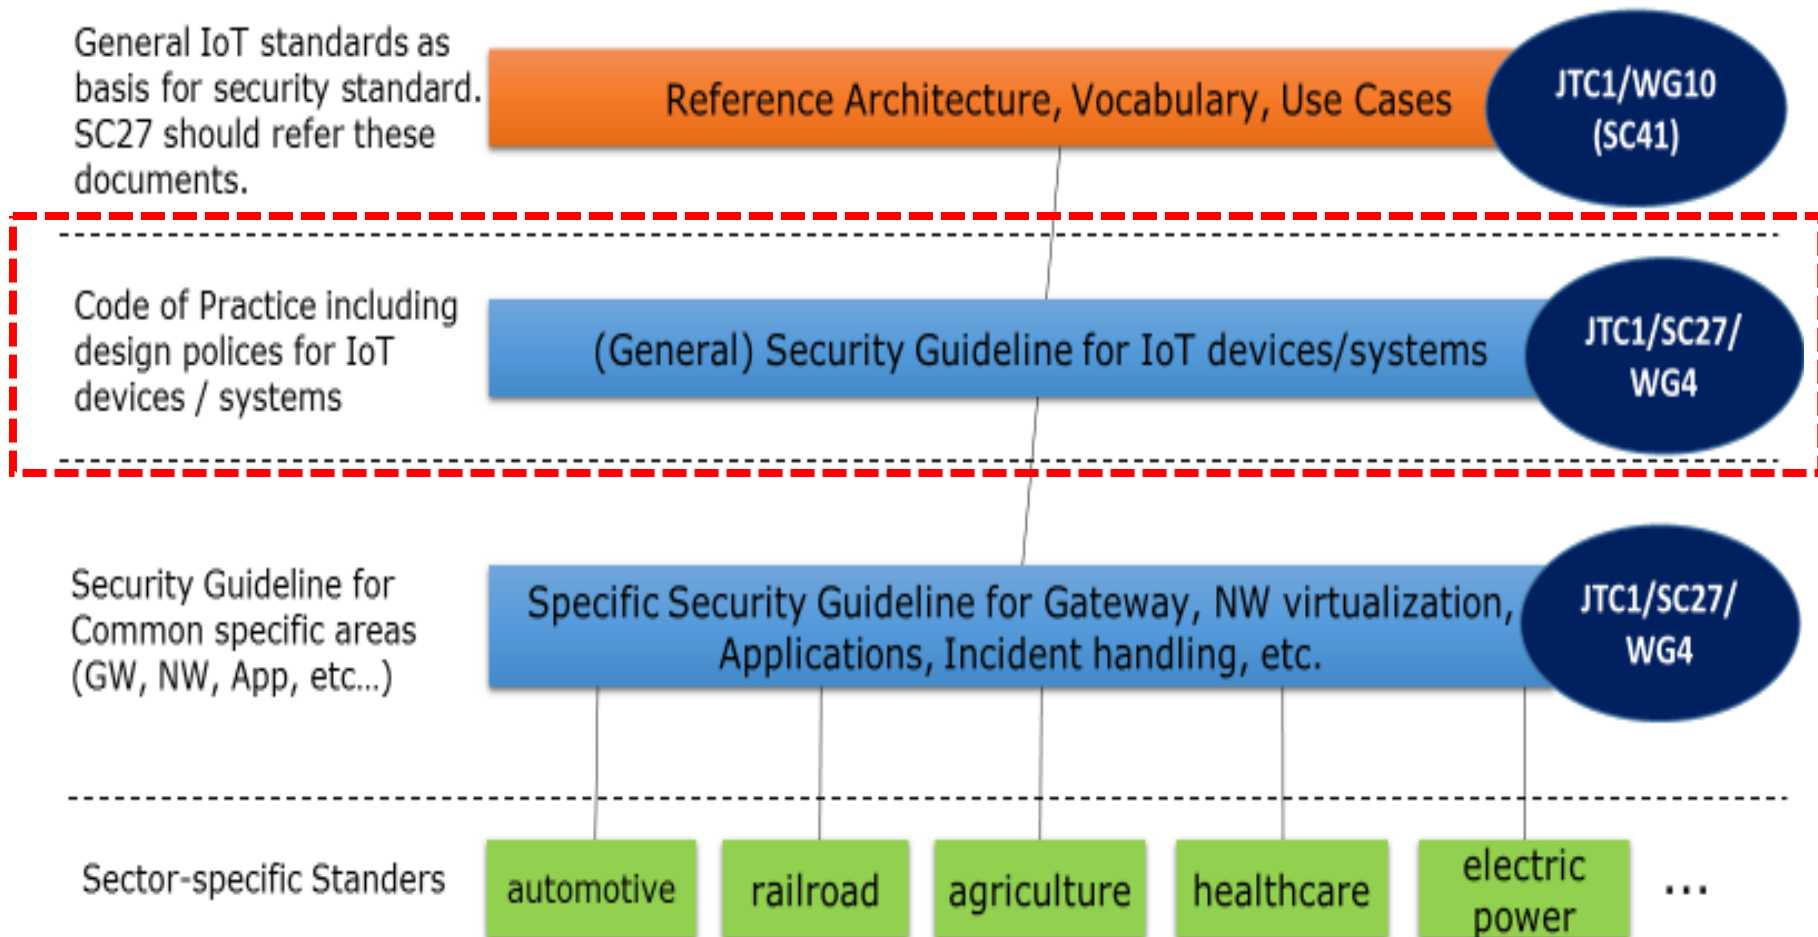 General IoT standards as
basis for security standard.
SC27 should refer these
documents.
Reference Architecture, Vocabulary, Use Cases
JTC1/WG10
(SC41)
Code of Practice including
design polices for IoT
devices / systems
(General) Security Guideline for IoT devices/systems
JTC1/SC27/
WG4
Security Guideline for
Common specific areas
(GW, NW, App, etc...)
Specific Security Guideline for Gateway, NW virtualization,
Applications, Incident handling, etc.
JTC1/SC27/
WG4
Sector-specific Standers
automotive
railroad
agriculture
healthcare
electric
power
...